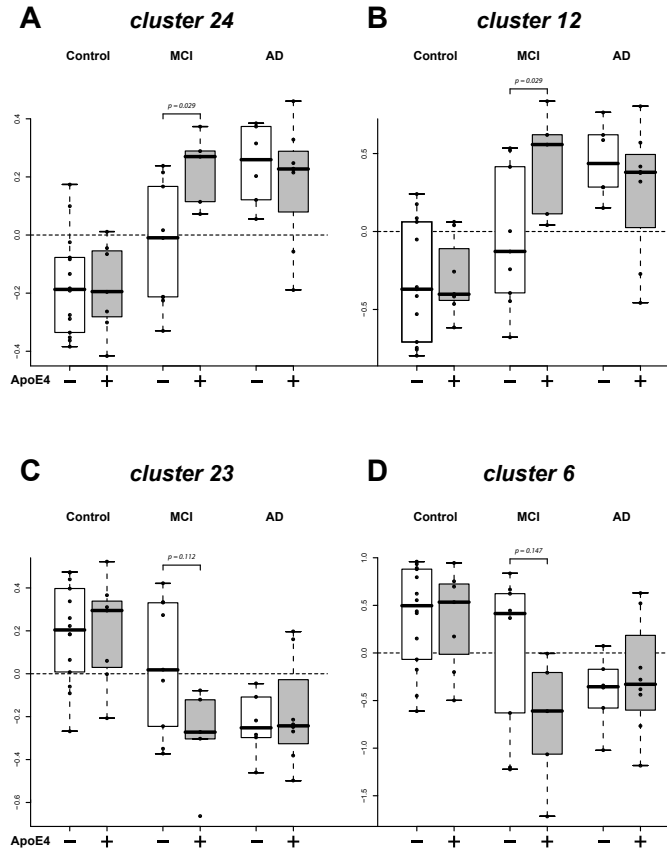 A cluster 24
B cluster 12
Control MCI AD
Control MCI AD
p = 0.029
p = 0.029
0.4
0.2
0.0
−0.2
−0.4
0.5
0.0
−0.5
ApoE4 − + − + − +
− + − + − +
C cluster 23
D cluster 6
Control MCI AD
Control MCI AD
p = 0.112
p = 0.147
0.4
0.2
0.0
−0.2
−0.4
−0.6
1.0
0.5
0.0
−0.5
−1.0
−1.5
ApoE4 − + − + − +
− + − + − +